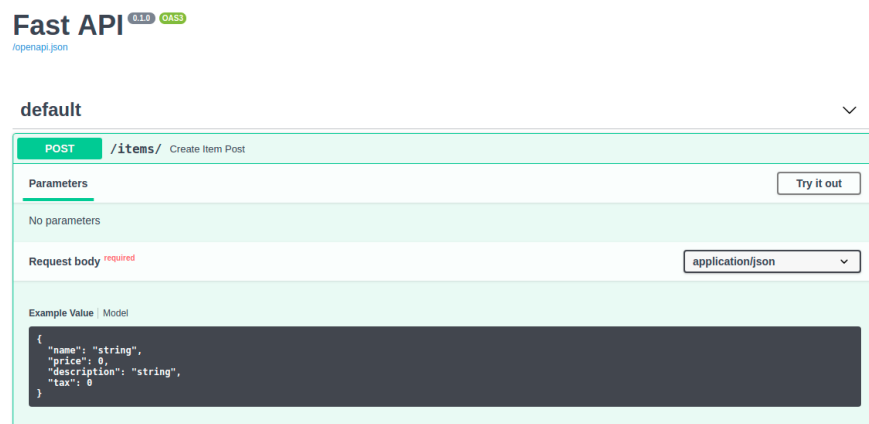 Fast API 0.1.0 OAS3
/openapi.json
default
POST /items/ Create Item Post
Parameters Try it out
No parameters
Request body required application/json
Example Value Model
{
  "name": "string",
  "price": 0,
  "description": "string",
  "tax": 0
}